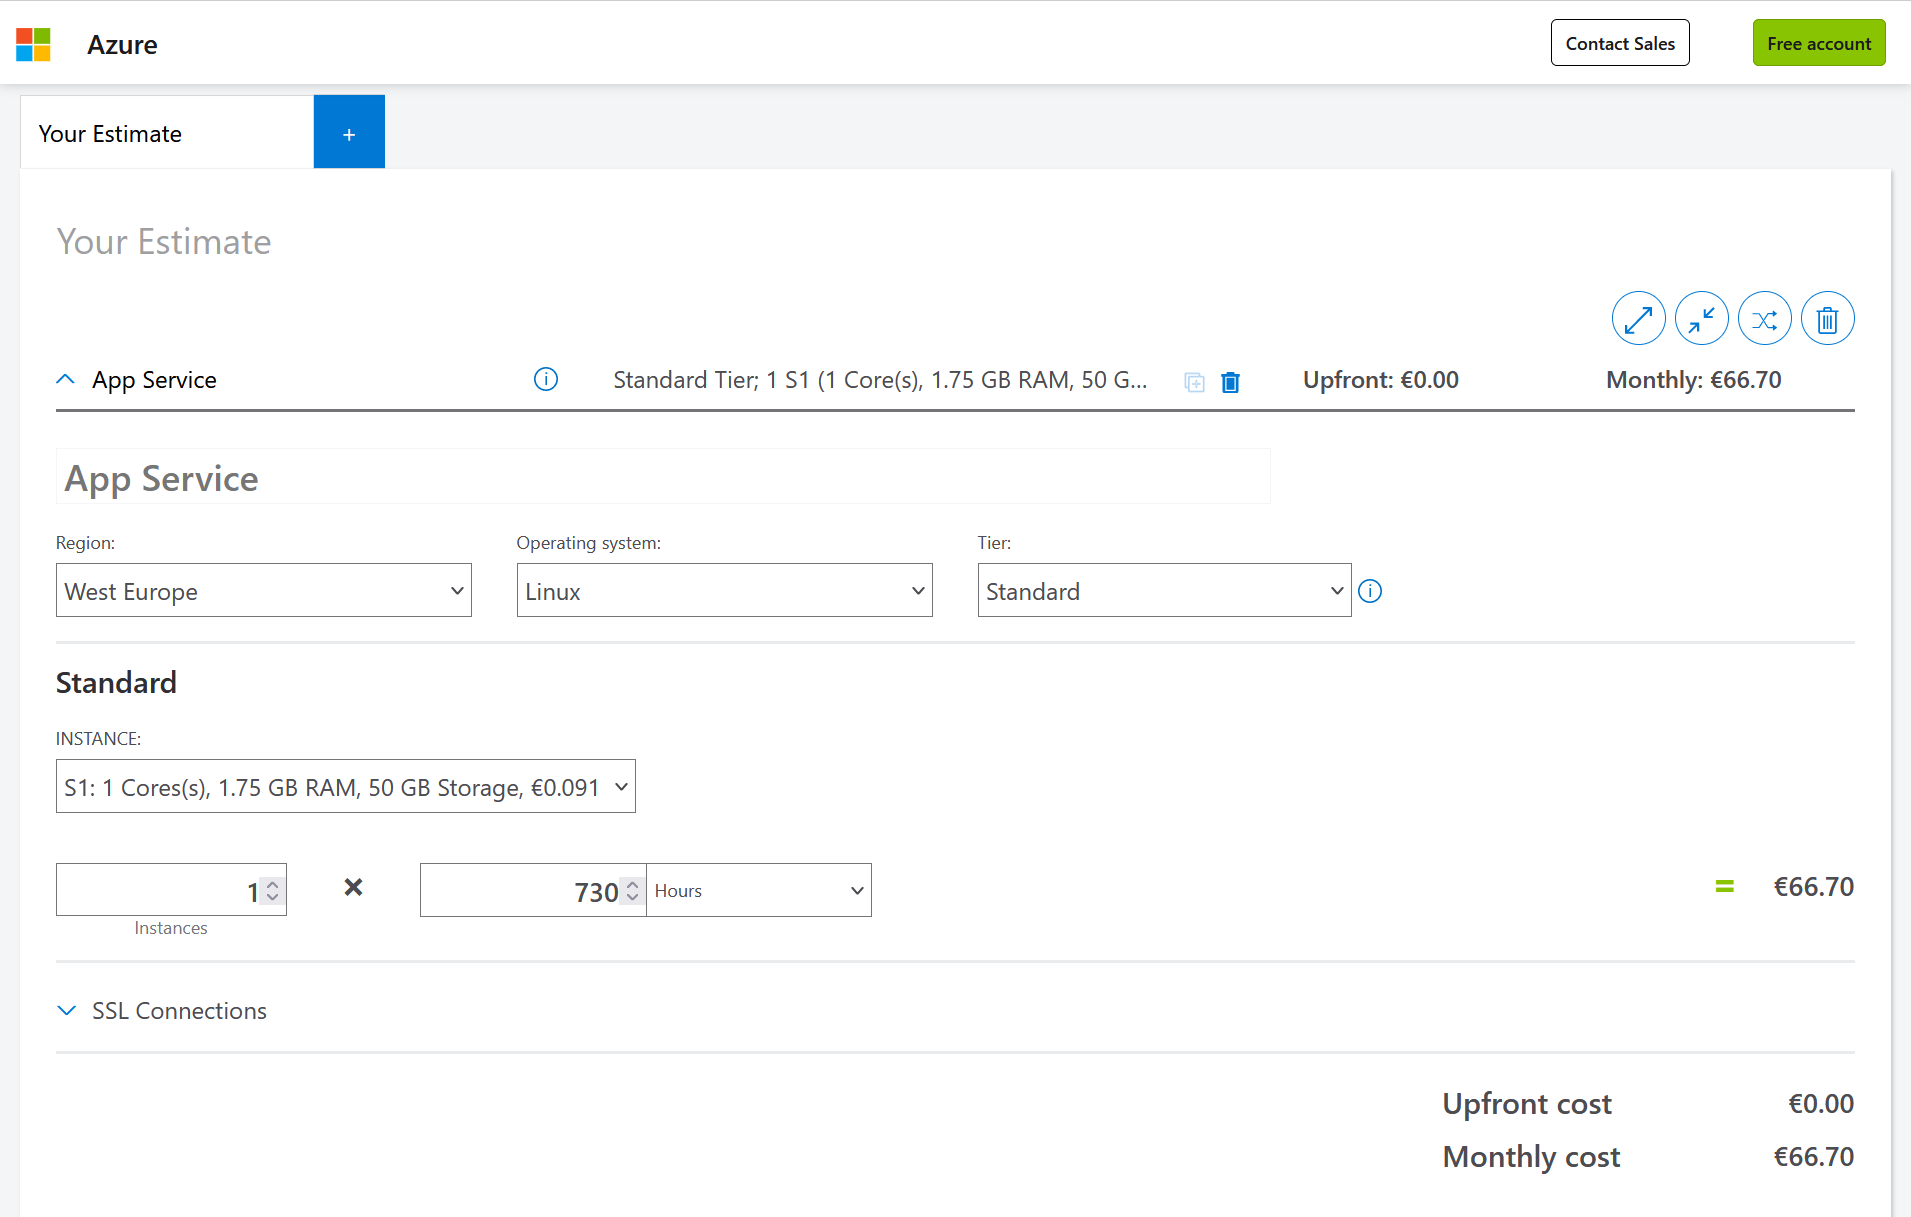 Azure
Contact Sales
Free account
Your Estimate
+
Your Estimate
App Service
Standard Tier; 1 S1 (1 Core(s), 1.75 GB RAM, 50 G...
Upfront: €0.00
Monthly: €66.70
App Service
Region:
Operating system:
Tier:
West Europe
Linux
Standard
Standard
INSTANCE:
S1: 1 Cores(s), 1.75 GB RAM, 50 GB Storage, €0.091
1
730
Hours
= €66.70
Instances
SSL Connections
Upfront cost €0.00
Monthly cost €66.70